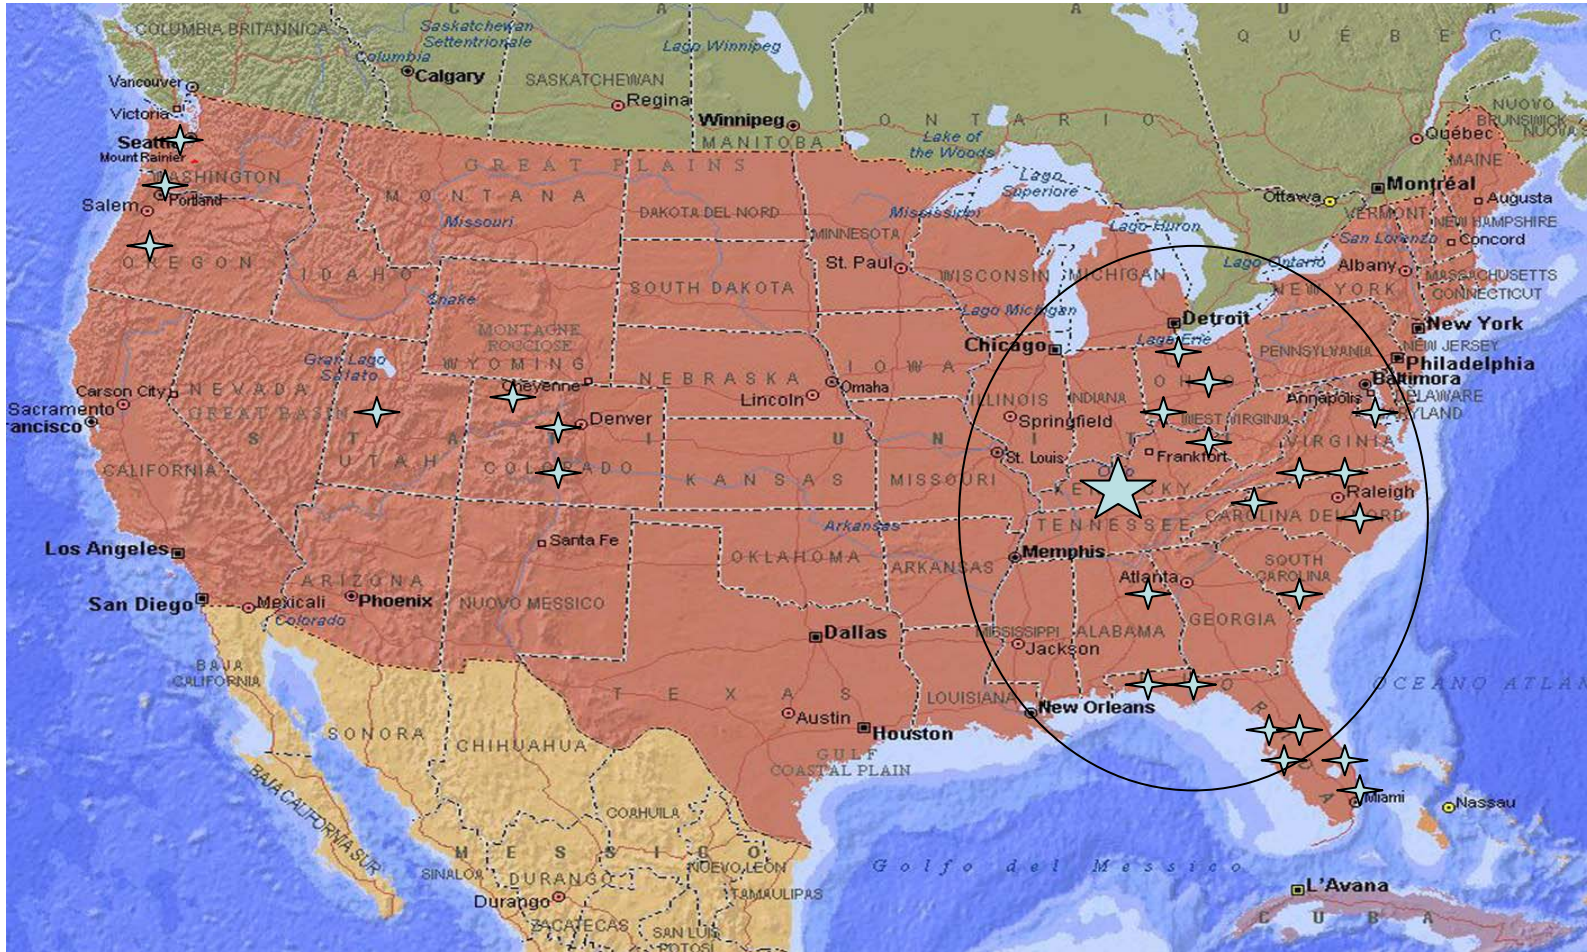 C A N A D A
COLUMBIA BRITANNICA
Saskatchewan
Settentrionale
Columbia
Lago Winnipeg
Q U É B E C
Vancouver
Calgary
SASKATCHEWAN
Regina
Victoria
Winnipeg
MANITOBA
O N T A R I O
Lake of
the Woods
NUOVO
BRUNSWICK
Québec
Mount Rainier
WASHINGTON
GREAT PLAINS
MONTANA
Lago
Superiore
MAINE
Montréal
Ottawa
Augusta
Salem
Portland
Missouri
DAKOTA DEL NORD
Mississippi
MINNESOTA
Lago Huron
VERMONT
NEW HAMPSHIRE
San Lorenzo
Concord
OREGON
IDAHO
St. Paul
WISCONSIN
MICHIGAN
Lago Ontario
Albany
MASSACHUSETTS
CONNECTICUT
NEW YORK
Snake
SOUTH DAKOTA
Lago Michigan
Detroit
New York
MONTAGNE
ROCCIOSE
Gran Lago
Salato
WYOMING
IOWA
Chicago
Lago Erie
PENNSYLVANIA
NEW JERSEY
Philadelphia
Carson City
NEVADA
Cheyenne
NEBRASKA
Omaha
Lincoln
OHIO
Baltimora
Annapolis
DELAWARE
Sacramento
GREAT BASIN
Denver
ILLINOIS
INDIANA
Springfield
WEST VIRGINIA
rancisco
S T A T I U N I T I
VIRGINIA
CALIFORNIA
UTAH
COLORADO
KANSAS
MISSOURI
St. Louis
Frankfort
Ohio
KENTUCKY
Raleigh
Arkansas
TENNESSEE
CAROLINA DEL NORD
Los Angeles
Santa Fe
OKLAHOMA
ARKANSAS
Memphis
SOUTH
CAROLINA
ARIZONA
Atlanta
San Diego
Mexicali
Phoenix
NUOVO MESSICO
Colorado
Dallas
MISSISSIPPI
ALABAMA
GEORGIA
Jackson
BAJA
CALIFORNIA
TEXAS
LOUISIANA
New Orleans
OCEANO ATLAN
Austin
Houston
SONORA
CHIHUAHUA
GULF
COASTAL PLAIN
BAJA CALIFORNIA SUR
COAHUILA
Miami
Nassau
M E S S I C O
Golfo del Messico
SINALOA
DURANGO
NUEVO LEON
TAMAULIPAS
L'Avana
Durango
ZACATECAS
SAN LUIS
POTOSI
C U B A